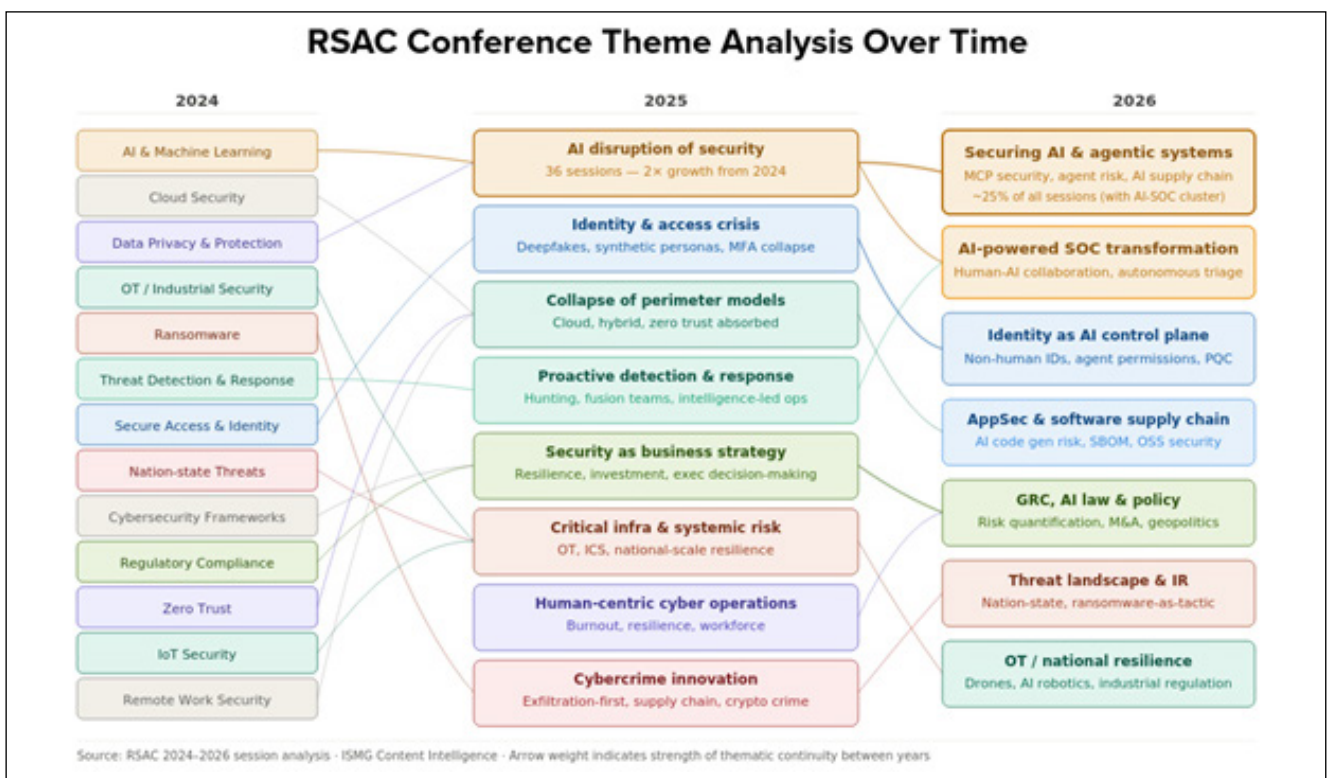 RSAC Conference Theme Analysis Over Time
2024
AI & Machine Learning
Cloud Security
Data Privacy & Protection
OT / Industrial Security
Ransomware
Threat Detection & Response
Secure Access & Identity
Nation-state Threats
Cybersecurity Frameworks
Regulatory Compliance
Zero Trust
IoT Security
Remote Work Security
2025
AI disruption of security
36 sessions — 2× growth from 2024
Identity & access crisis
Deepfakes, synthetic personas, MFA collapse
Collapse of perimeter models
Cloud, hybrid, zero trust absorbed
Proactive detection & response
Hunting, fusion teams, intelligence-led ops
Security as business strategy
Resilience, investment, exec decision-making
Critical infra & systemic risk
OT, ICS, national-scale resilience
Human-centric cyber operations
Burnout, resilience, workforce
Cybercrime innovation
Exfiltration-first, supply chain, crypto crime
2026
Securing AI & agentic systems
MCP security, agent risk, AI supply chain
~25% of all sessions (with AI-SOC cluster)
AI-powered SOC transformation
Human-AI collaboration, autonomous triage
Identity as AI control plane
Non-human IDs, agent permissions, PQC
AppSec & software supply chain
AI code gen risk, SBOM, OSS security
GRC, AI law & policy
Risk quantification, M&A, geopolitics
Threat landscape & IR
Nation-state, ransomware-as-tactic
OT / national resilience
Drones, AI robotics, industrial regulation
Source: RSAC 2024–2026 session analysis · ISMG Content Intelligence · Arrow weight indicates strength of thematic continuity between years